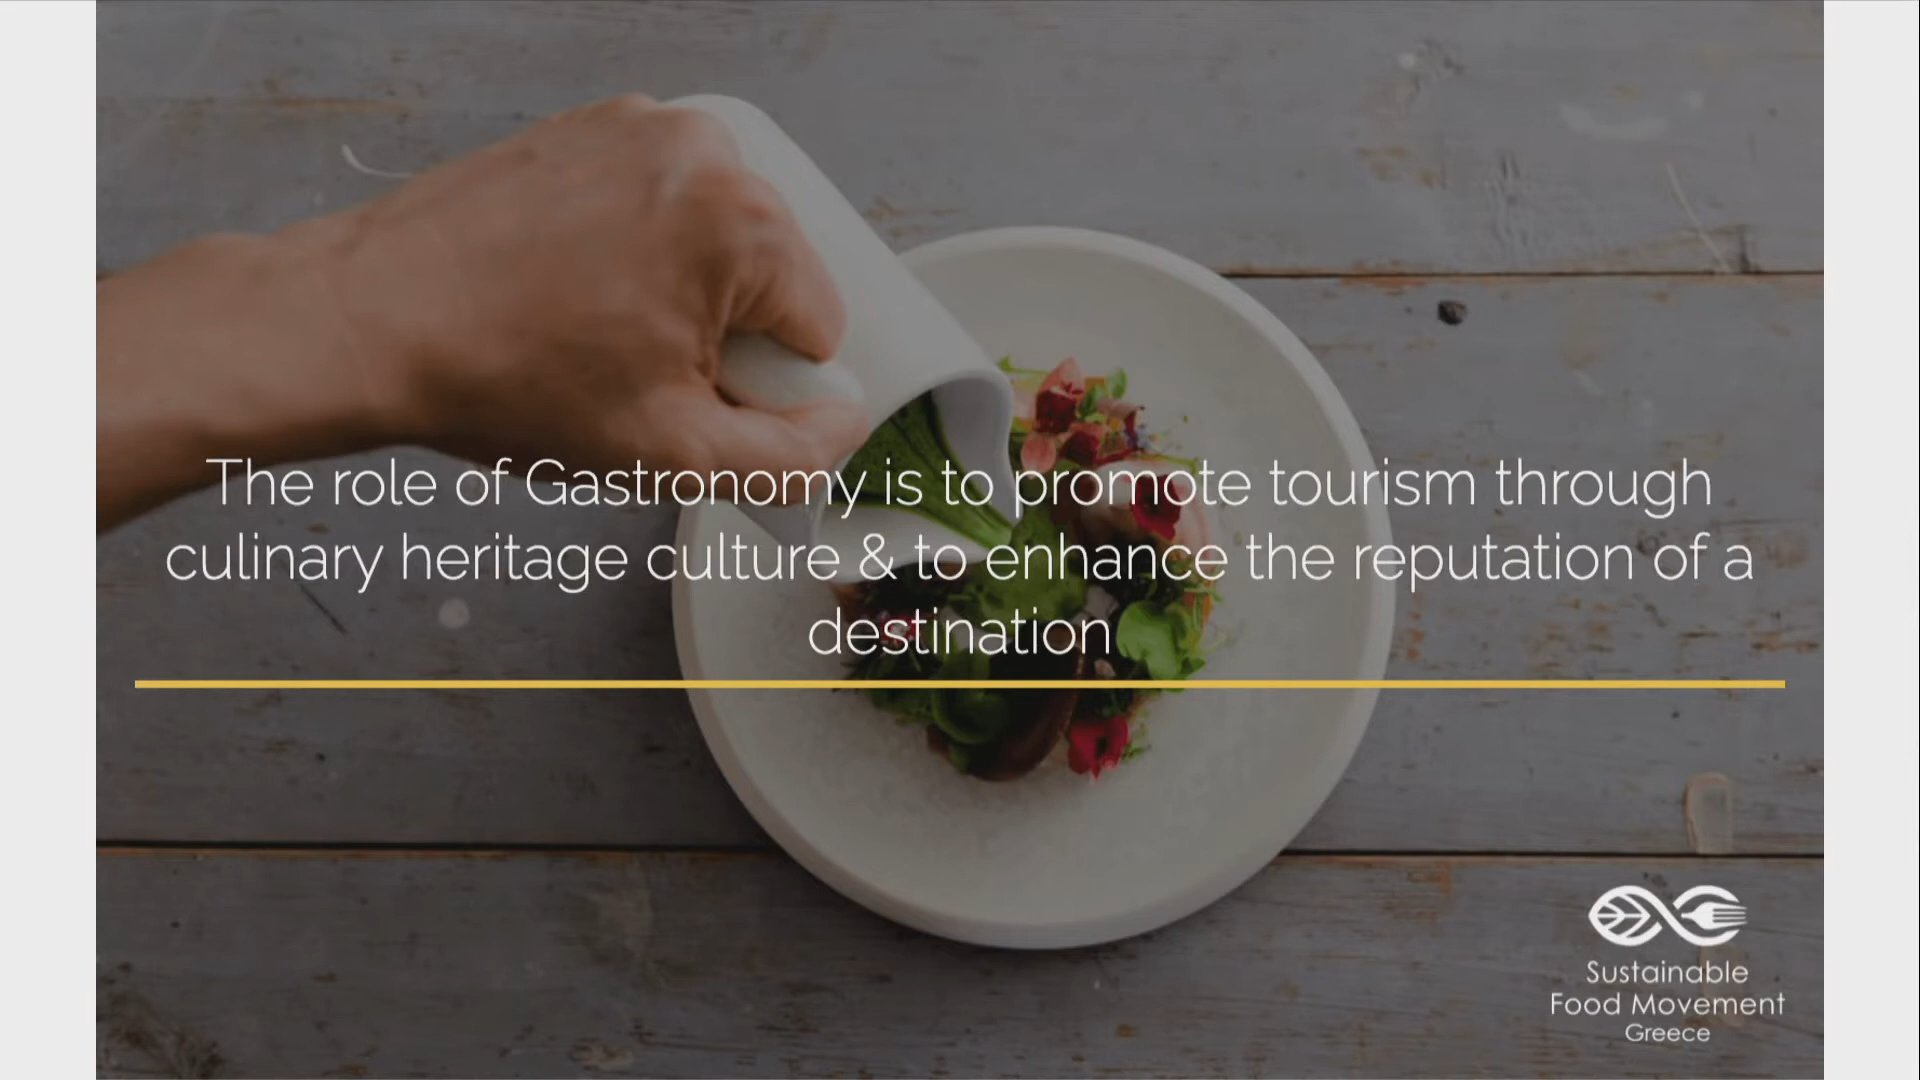 The role of Gastronomy is to promote tourism through
culinary heritage culture & to enhance the reputation of a
destination
Sustainable
Food Movement
Greece